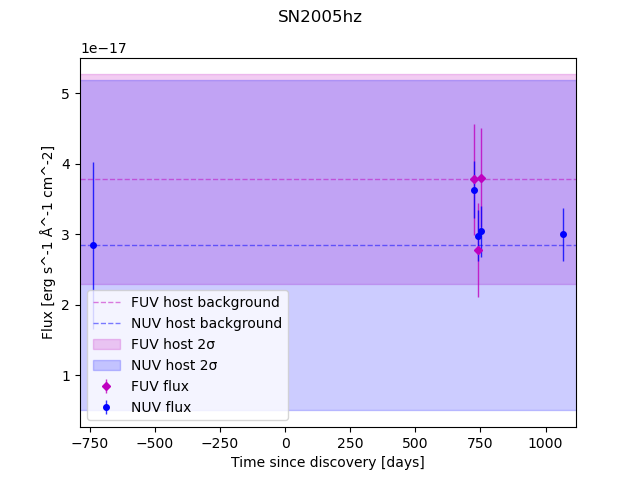 SN2005hz
1e−17
Flux [erg s^-1 Å^-1 cm^-2]
5
4
3
2
1
FUV host background
NUV host background
FUV host 2σ
NUV host 2σ
FUV flux
NUV flux
−750 −500 −250 0 250 500 750 1000
Time since discovery [days]